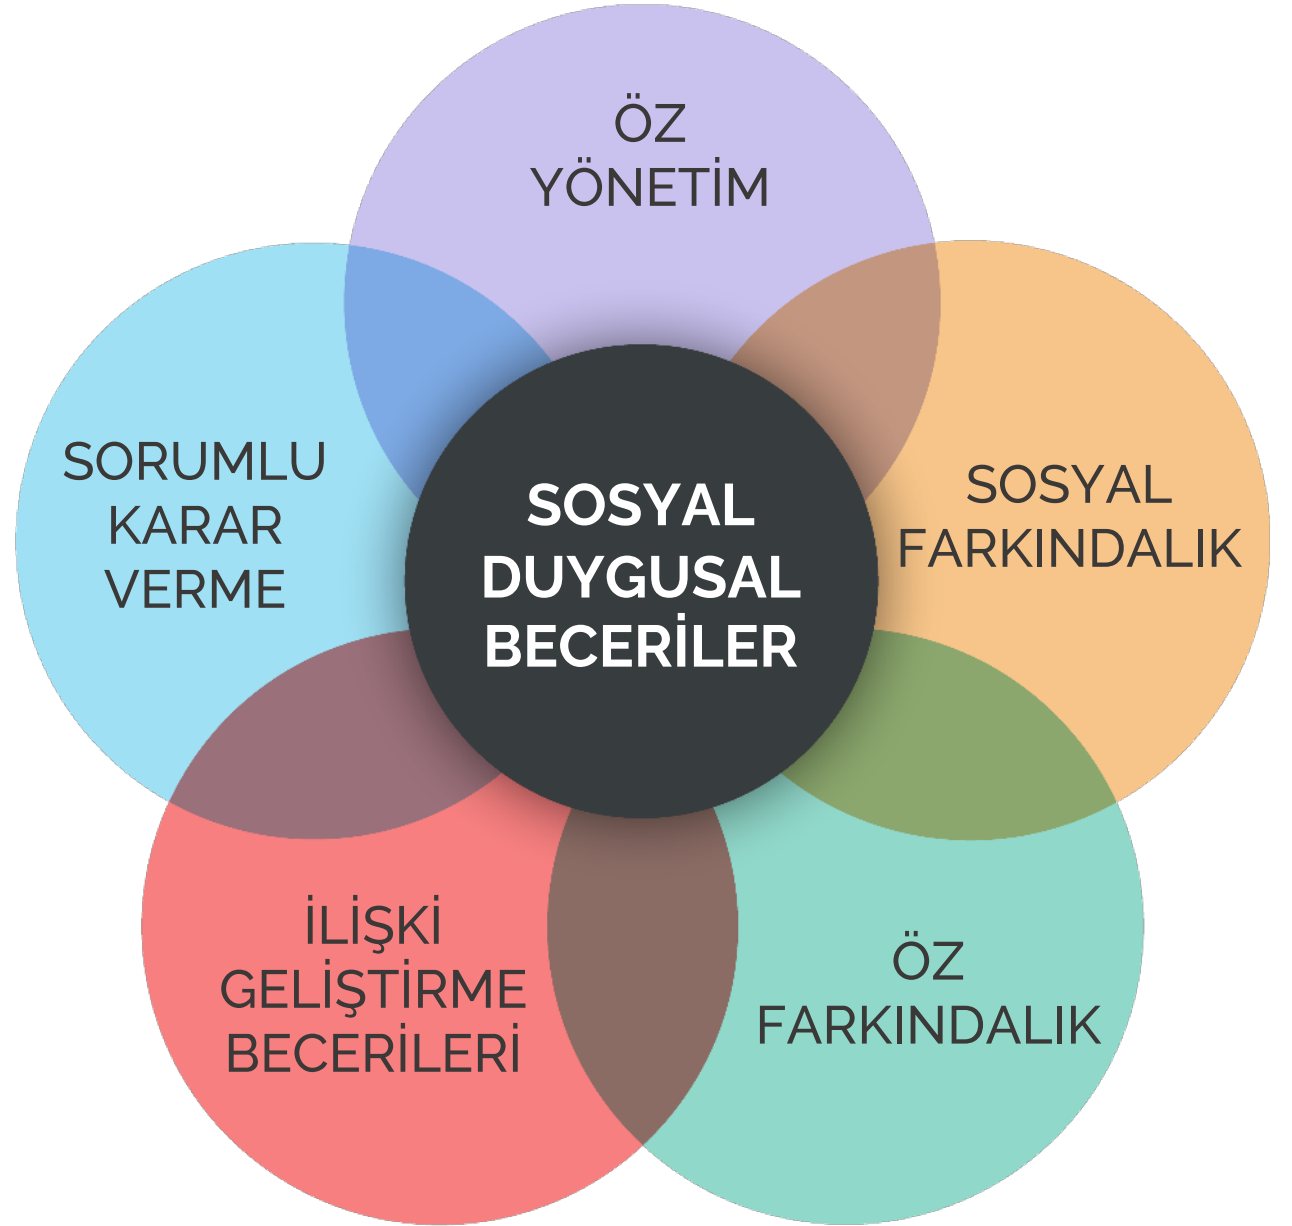 ÖZ
YÖNETİM
SORUMLU
KARAR
VERME
SOSYAL
DUYGUSAL
BECERİLER
SOSYAL
FARKINDALIK
İLİŞKİ
GELİŞTİRME
BECERİLERİ
ÖZ
FARKINDALIK